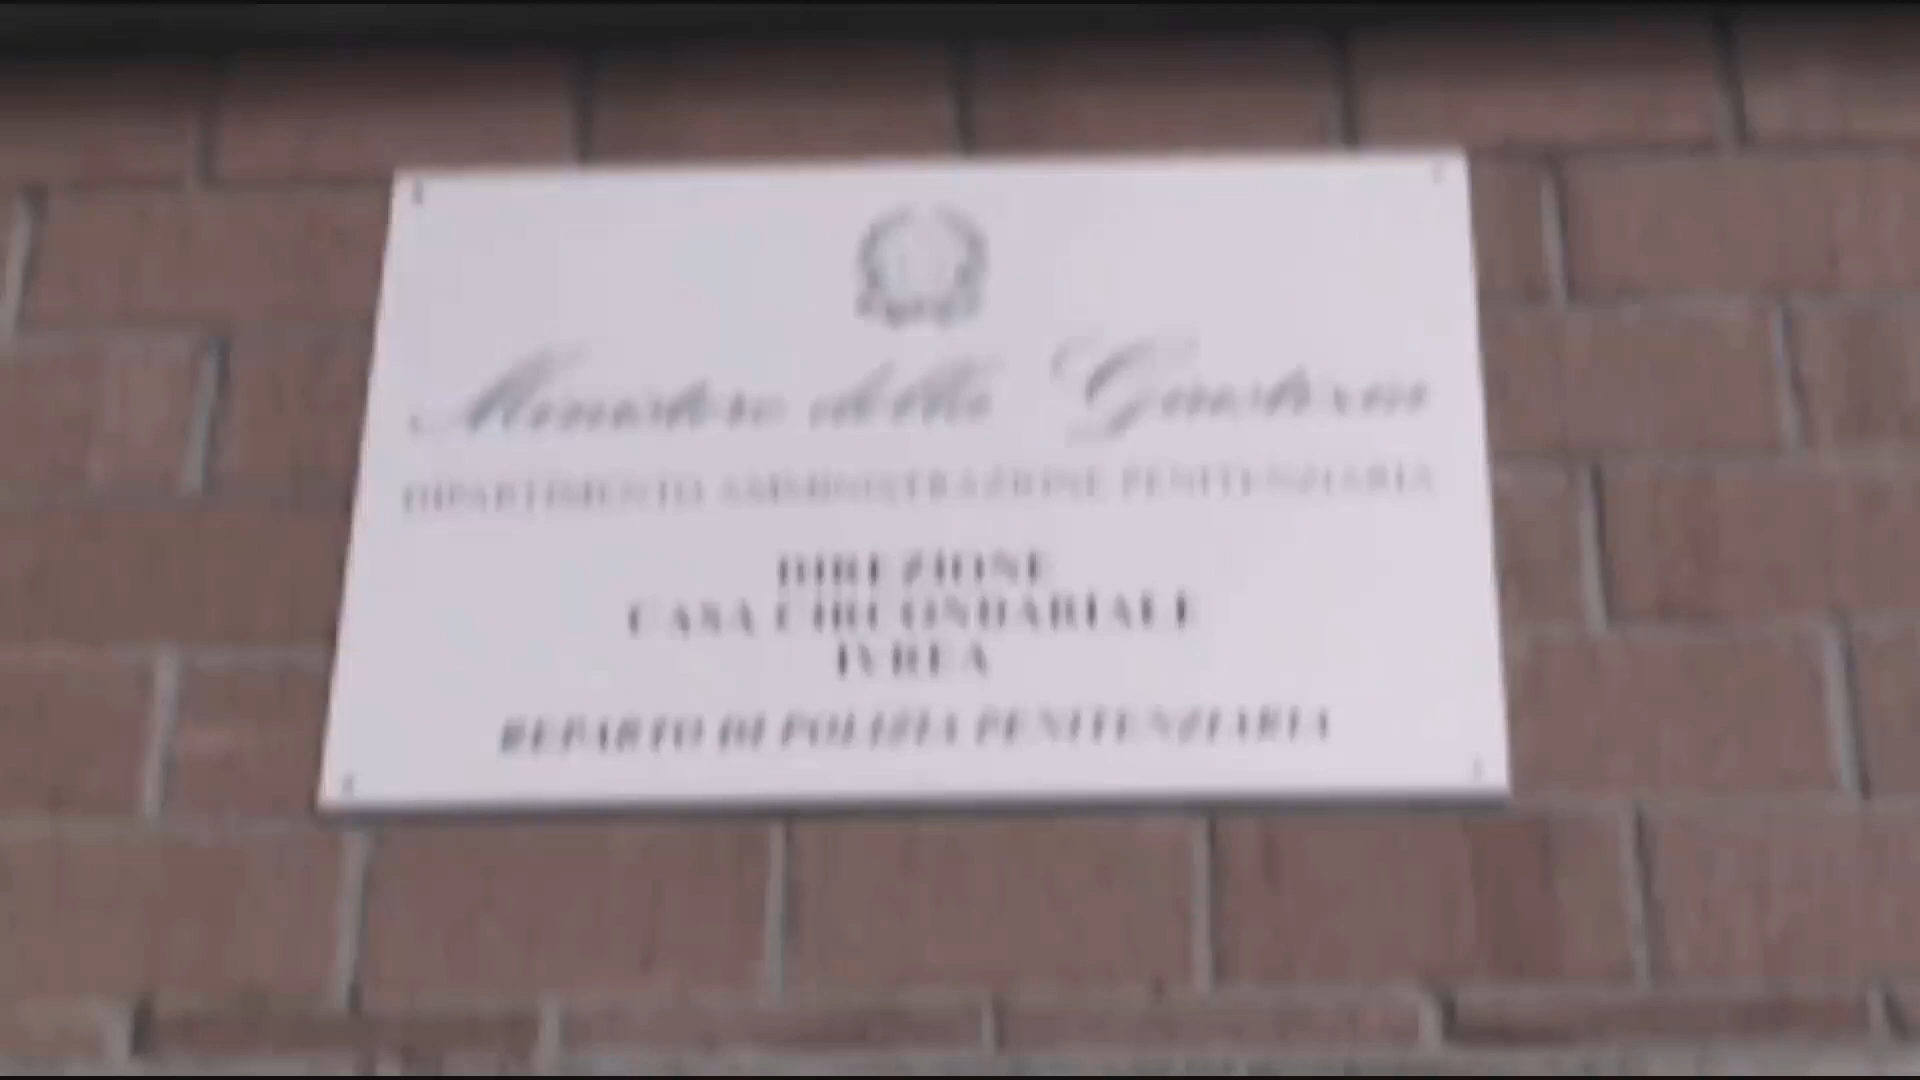 Ministero della Giustizia
DIPARTIMENTO AMMINISTRAZIONE PENITENZIARIA
DIREZIONE
CASA CIRCONDARIALE
IVREA
REPARTO DI POLIZIA PENITENZIARIA